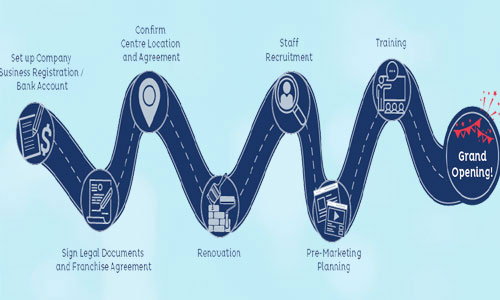 Set up Company
Business Registration /
Bank Account
Sign Legal Documents
and Franchise Agreement
Confirm
Centre Location
and Agreement
Renovation
Staff
Recruitment
Pre-Marketing
Planning
Training
Grand
Opening!